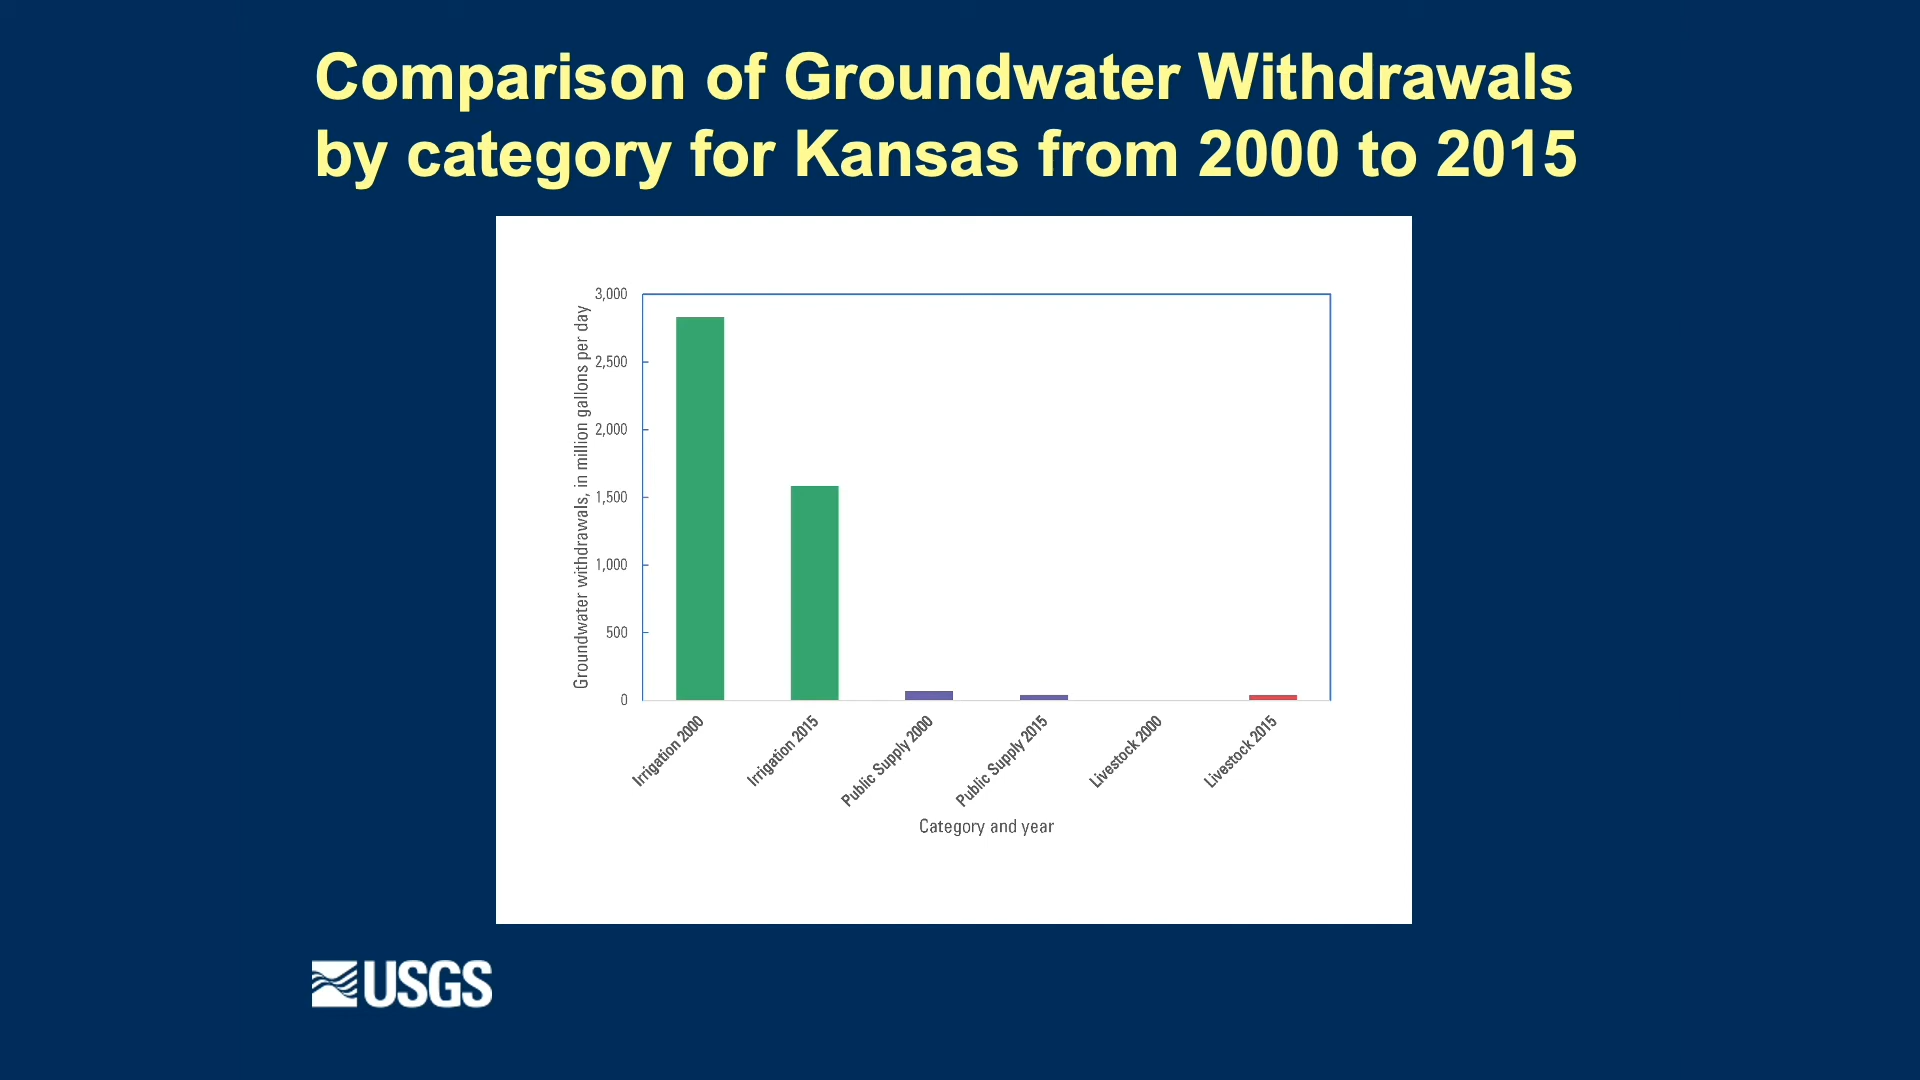 Comparison of Groundwater Withdrawals
by category for Kansas from 2000 to 2015
Groundwater withdrawals, in million gallons per day
3,000
2,500
2,000
1,500
1,000
500
0
Irrigation 2000
Irrigation 2015
Public Supply 2000
Public Supply 2015
Livestock 2000
Livestock 2015
Category and year
USGS